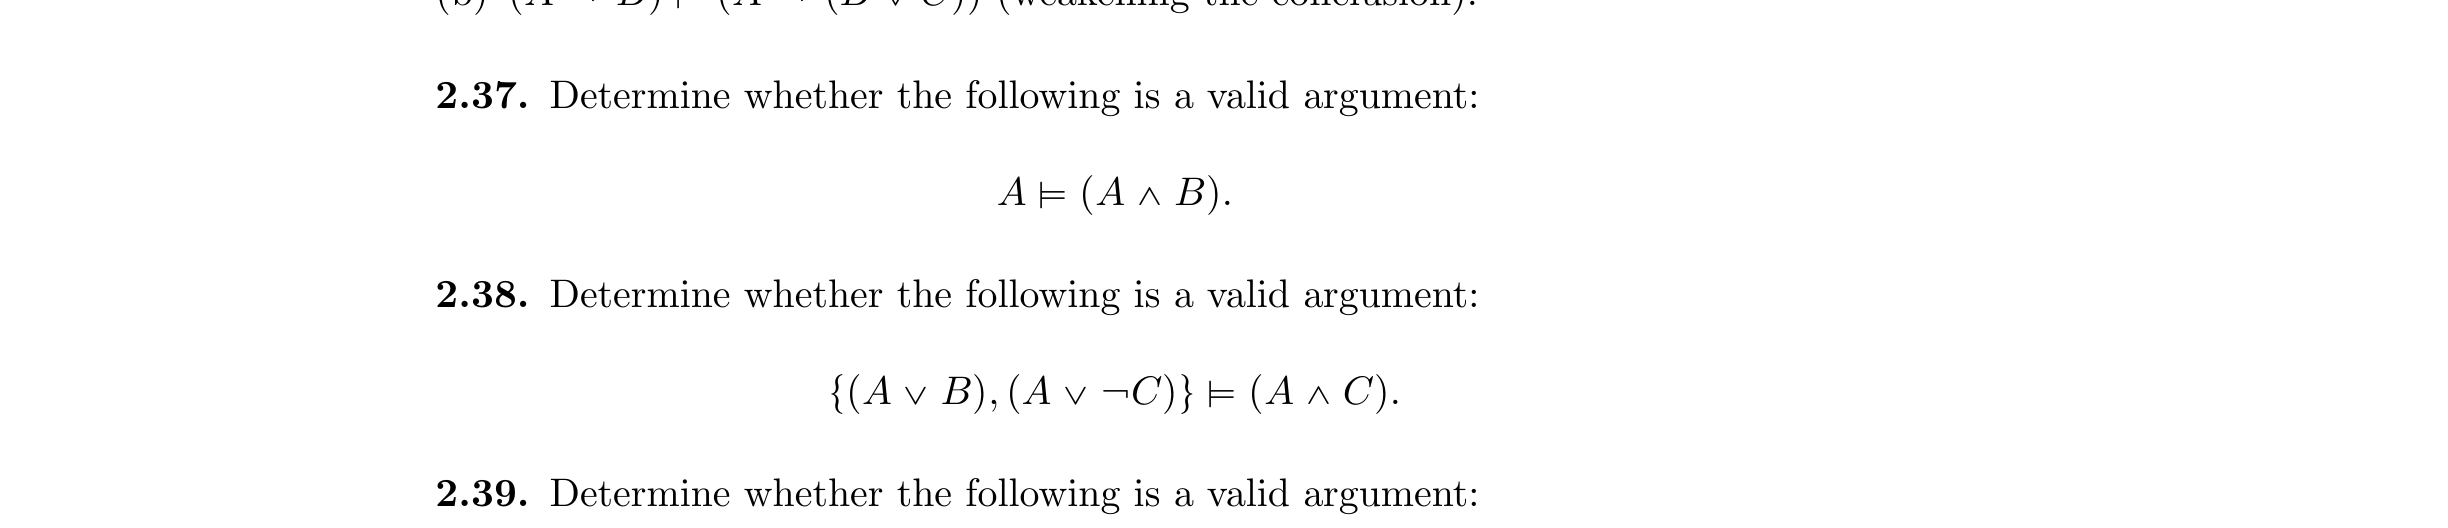 2.37. Determine whether the following is a valid argument:
A ⊨ (A ∧ B).
2.38. Determine whether the following is a valid argument:
{(A ∨ B), (A ∨ ¬C)} ⊨ (A ∧ C).
2.39. Determine whether the following is a valid argument: